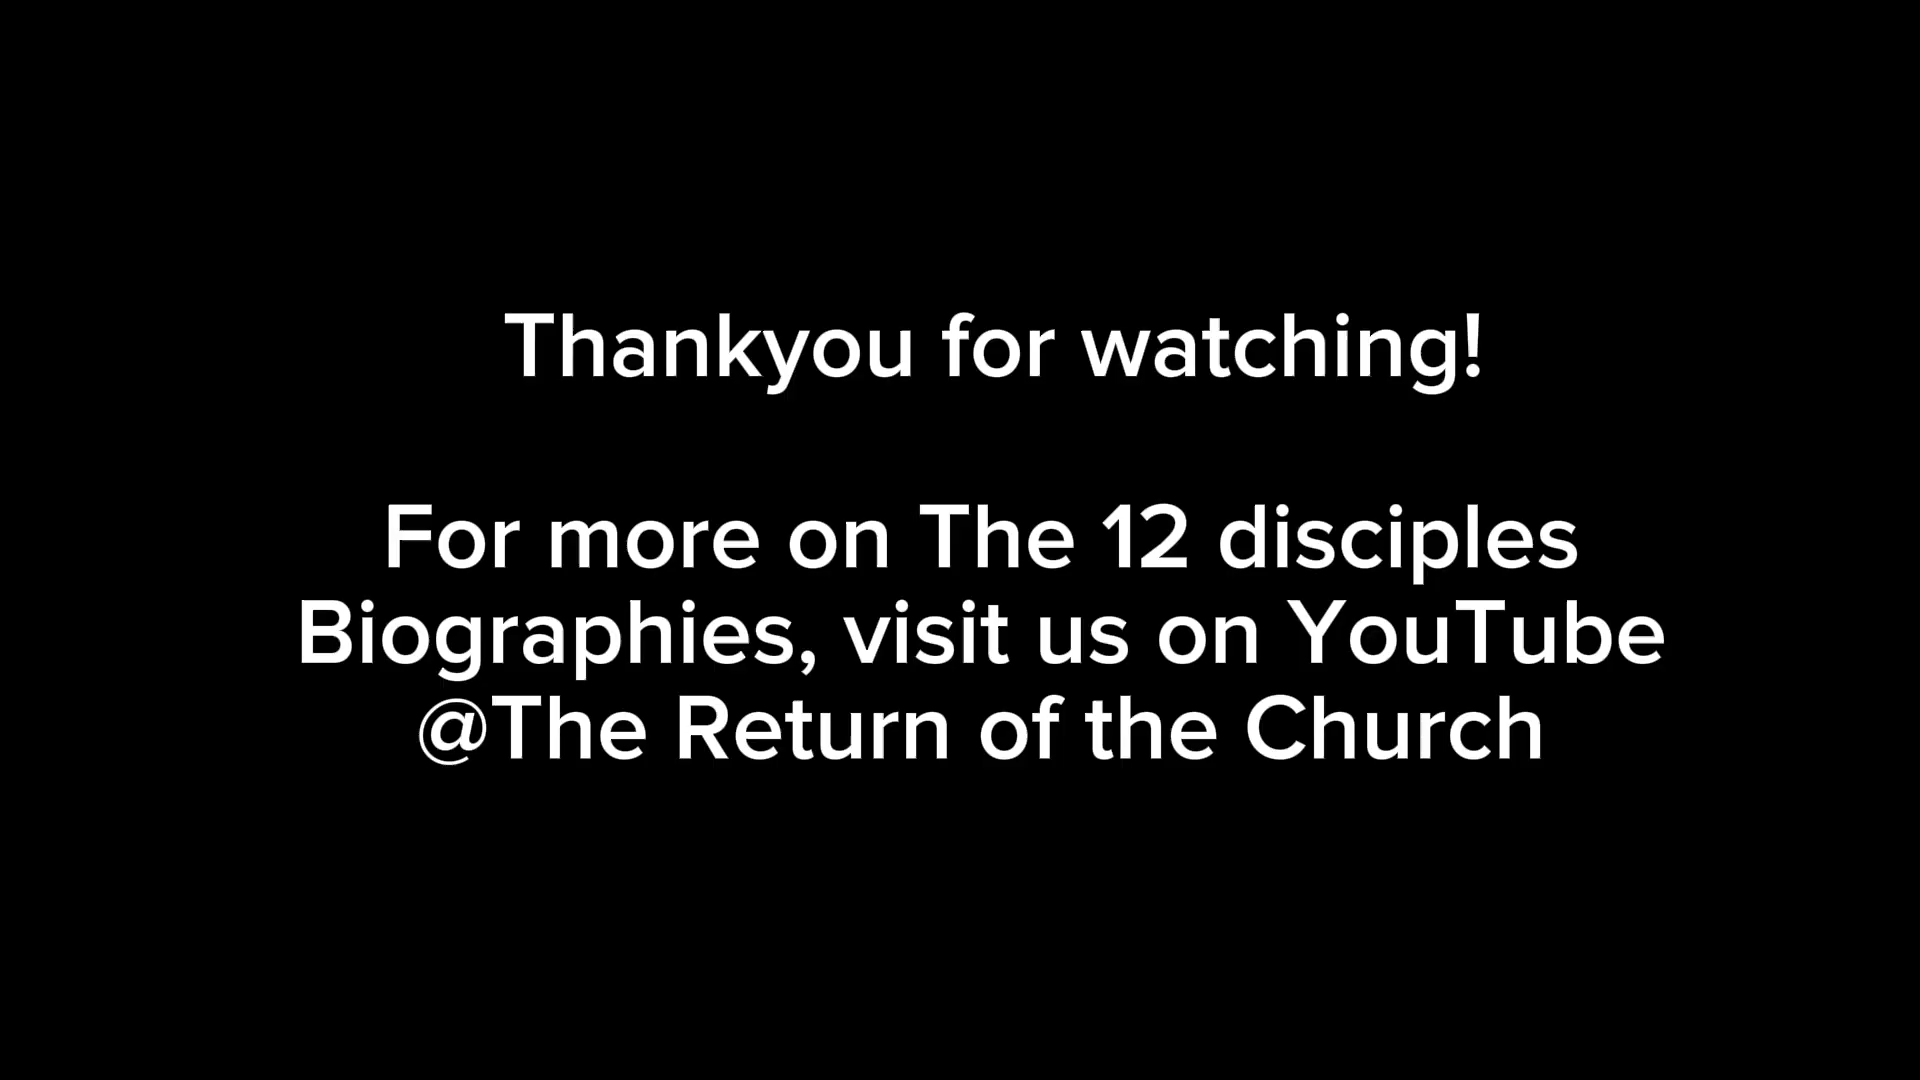 Thankyou for watching!
For more on The 12 disciples
Biographies, visit us on YouTube
@The Return of the Church